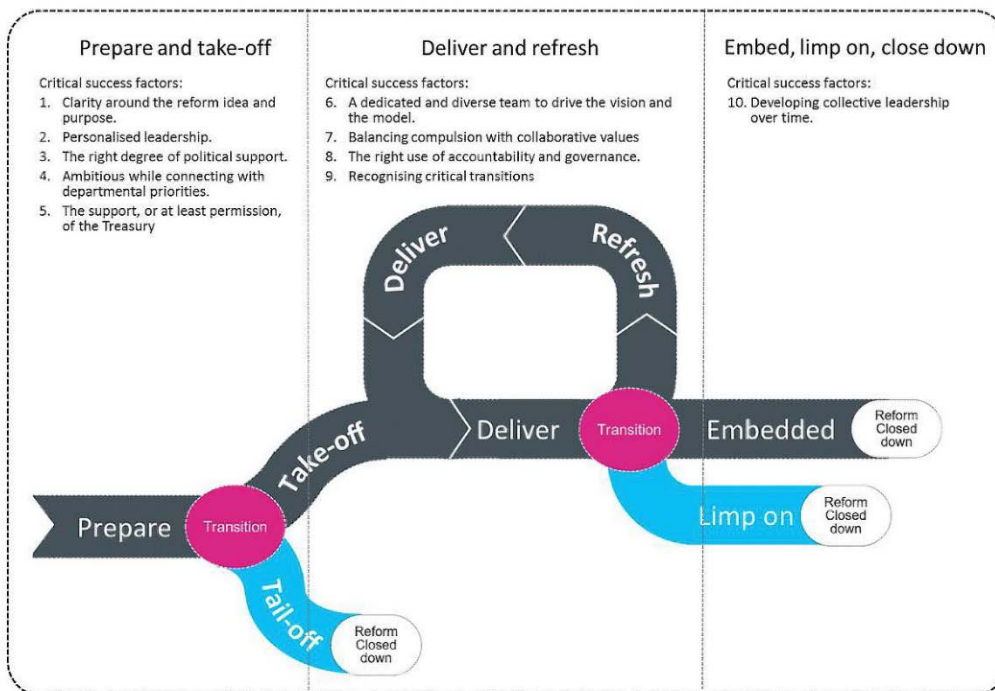 Prepare and take-off
Critical success factors:
1. Clarity around the reform idea and
purpose.
2. Personalised leadership.
3. The right degree of political support.
4. Ambitious while connecting with
departmental priorities.
5. The support, or at least permission,
of the Treasury
Deliver and refresh
Critical success factors:
6. A dedicated and diverse team to drive the vision and
the model.
7. Balancing compulsion with collaborative values
8. The right use of accountability and governance.
9. Recognising critical transitions
Embed, limp on, close down
Critical success factors:
10. Developing collective leadership
over time.
Deliver
Refresh
Take-off
Deliver
Transition
Embedded
Reform
Closed
down
Prepare
Transition
Limp on
Reform
Closed
down
Tail-off
Reform
Closed
down